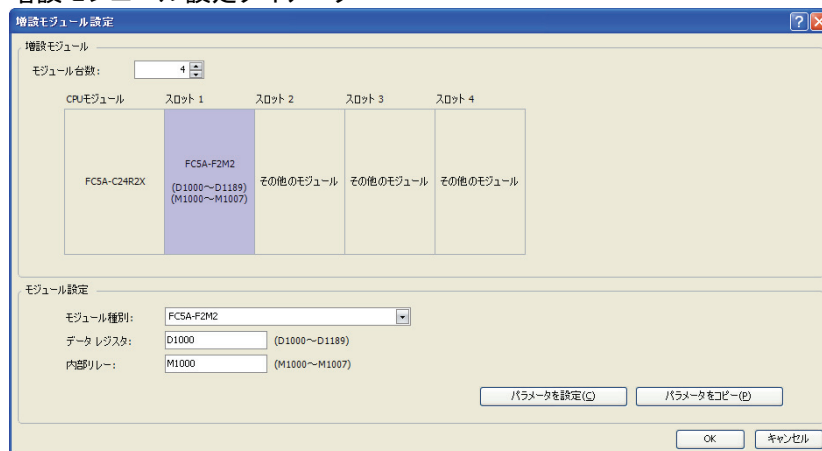 増設モジュール設定
増設モジュール
モジュール台数: 4
CPUモジュール スロット 1 スロット 2 スロット 3 スロット 4
FC5A-C24R2X
FC5A-F2M2
(D1000～D1189)
(M1000～M1007)
その他のモジュール その他のモジュール その他のモジュール
モジュール設定
モジュール種別: FC5A-F2M2
データレジスタ: D1000 (D1000～D1189)
内部リレー: M1000 (M1000～M1007)
パラメータを設定(C) パラメータをコピー(P)
OK キャンセル